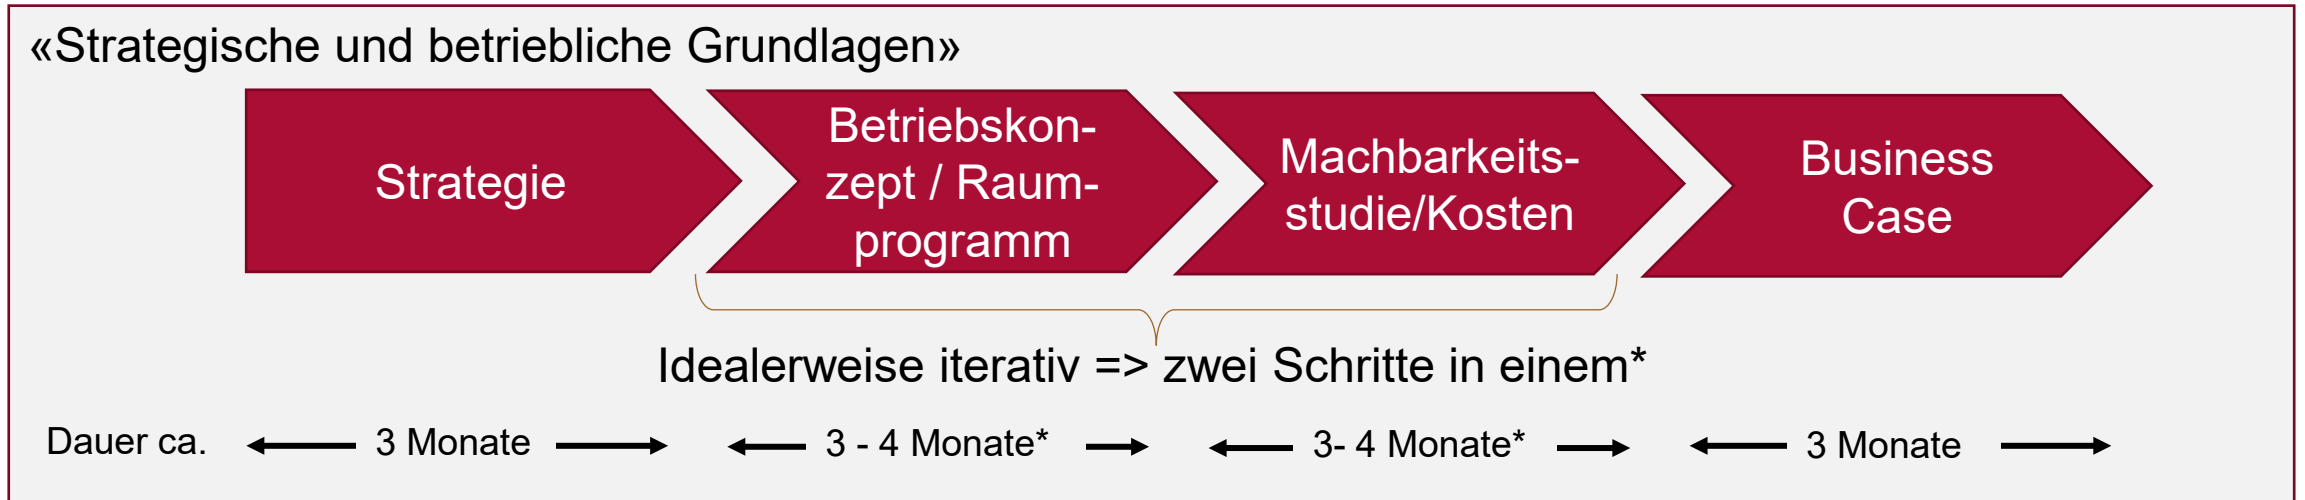 «Strategische und betriebliche Grundlagen»
Strategie
Betriebskon-
zept / Raum-
programm
Machbarkeits-
studie/Kosten
Business
Case
Idealerweise iterativ => zwei Schritte in einem*
Dauer ca. 3 Monate 3 - 4 Monate* 3- 4 Monate* 3 Monate